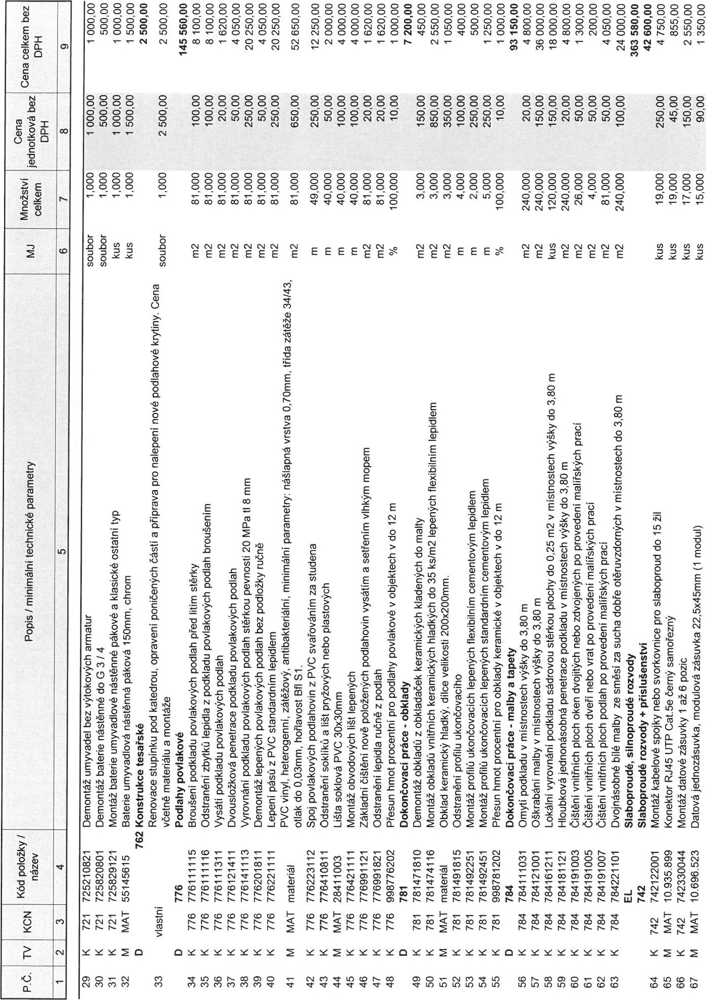 P.Č. TV KCN Kód položky / název Popis / minimální technické parametry MJ Množství celkem Cena jednotková bez DPH Cena celkem bez DPH
1 2 3 4 5 6 7 8 9
29 K 721 725210821 Demontáž umyvadel bez výtokových armatur soubor 1,000 1 000,00 1 000,00
30 K 721 725820801 Demontáž baterie nástěnné do G 3 / 4 soubor 1,000 500,00 500,00
31 K 721 725829121 Montáž baterie umyvadlové nástěnné pákové a klasické ostatní typ kus 1,000 1 000,00 1 000,00
32 M MAT 55145615 Baterie umyvadlová nástěnná páková 150mm, chrom kus 1,000 1 500,00 1 500,00
D 762 Konstrukce tesařské 2 500,00
33 vlastní Renovace stupínku pod katedrou, opravení poničených částí a příprava pro nalepení nové podlahové krytiny. Cena soubor 1,000 2 500,00 2 500,00
včetně materiálu a montáže
D 776 Podlahy povlakové 145 560,00
34 K 776 776111115 Broušení podkladu povlakových podlah před litím stěrky m2 81,000 100,00 8 100,00
35 K 776 776111116 Odstranění zbytků lepidla z podkladu povlakových podlah broušením m2 81,000 100,00 8 100,00
36 K 776 776111311 Vysátí podkladu povlakových podlah m2 81,000 20,00 1 620,00
37 K 776 776121411 Dvousložková penetrace podkladu povlakových podlah m2 81,000 50,00 4 050,00
38 K 776 776141113 Vyrovnání podkladu povlakových podlah stěrkou pevnosti 20 MPa tl 8 mm m2 81,000 250,00 20 250,00
39 K 776 776201811 Demontáž lepených povlakových podlah bez podložky ručně m2 81,000 50,00 4 050,00
40 K 776 776221111 Lepení pásů z PVC standardním lepidlem m2 81,000 250,00 20 250,00
41 M MAT materiál PVC vinyl, heterogenní, zátěžový, antibakteriální, minimální parametry: nášlapná vrstva 0,70mm, třída zátěže 34/43, m2 81,000 650,00 52 650,00
otlak do 0,03mm, hořlavost Bfl S1.
42 K 776 776223112 Spoj povlakových podlahovin z PVC svařováním za studena m 49,000 250,00 12 250,00
43 K 776 776410811 Odstranění soklíků a lišt pryžových nebo plastových m 40,000 50,00 2 000,00
44 M MAT 28411003 Lišta soklová PVC 30x30mm m 40,000 100,00 4 000,00
45 K 776 776421111 Montáž obvodových lišt lepených m 40,000 100,00 4 000,00
46 K 776 776991121 Základní čištění nově položených podlahovin vysátím a setřením vlhkým mopem m2 81,000 20,00 1 620,00
47 K 776 776991821 Odstranění lepidla ručně z podlah m2 81,000 20,00 1 620,00
48 K 776 998776202 Přesun hmot procentní pro podlahy povlakové v objektech v do 12 m % 100,000 10,00 1 000,00
D 781 Dokončovací práce - obklady 7 200,00
49 K 781 781471810 Demontáž obkladů z obkladaček keramických kladených do malty m2 3,000 150,00 450,00
50 K 781 781474116 Montáž obkladů vnitřních keramických hladkých do 35 ks/m2 lepených flexibilním lepidlem m2 3,000 850,00 2 550,00
51 M MAT materiál Obklad keramický hladký, dílce velikosti 200x200mm. m2 3,000 350,00 1 050,00
52 K 781 781491815 Odstranění profilu ukončovacího m 4,000 100,00 400,00
53 K 781 781492251 Montáž profilů ukončovacích lepených flexibilním cementovým lepidlem m 2,000 250,00 500,00
54 K 781 781492451 Montáž profilů ukončovacích lepených standardním cementovým lepidlem m 5,000 250,00 1 250,00
55 K 781 998781202 Přesun hmot procentní pro obklady keramické v objektech v do 12 m % 100,000 10,00 1 000,00
D 784 Dokončovací práce - malby a tapety 93 150,00
56 K 784 784111031 Omytí podkladu v místnostech výšky do 3,80 m m2 240,000 20,00 4 800,00
57 K 784 784121001 Oškrabání malby v mísnostech výšky do 3,80 m m2 240,000 150,00 36 000,00
58 K 784 784161211 Lokální vyrovnání podkladu sádrovou stěrkou plochy do 0,25 m2 v místnostech výšky do 3,80 m kus 120,000 150,00 18 000,00
59 K 784 784181121 Hloubková jednonásobná penetrace podkladu v místnostech výšky do 3,80 m m2 240,000 20,00 4 800,00
60 K 784 784191003 Čištění vnitřních ploch oken dvojitých nebo zdvojených po provedení malířských prací m2 26,000 50,00 1 300,00
61 K 784 784191005 Čištění vnitřních ploch dveří nebo vrat po provedení malířských prací m2 4,000 50,00 200,00
62 K 784 784191007 Čištění vnitřních ploch podlah po provedení malířských prací m2 81,000 50,00 4 050,00
63 K 784 784221101 Dvojnásobné bílé malby ze směsí za sucha dobře otěruvzdorných v místnostech do 3,80 m m2 240,000 100,00 24 000,00
EL Slaboproudé, silnoproudé rozvody 363 580,00
742 Slaboproudé rozvody + příslušenství 42 600,00
64 K 742 742122001 Montáž kabelové spojky nebo svorkovnice pro slaboproud do 15 žil kus 19,000 250,00 4 750,00
65 M MAT 10.935.899 Konektor RJ45 UTP Cat.5e černý samořezný kus 19,000 45,00 855,00
66 K 742 742330044 Montáž datové zásuvky 1 až 6 pozic kus 17,000 150,00 2 550,00
67 M MAT 10.696.523 Datová jednozásuvka, modulová zásuvka 22,5x45mm (1 modul) kus 15,000 90,00 1 350,00